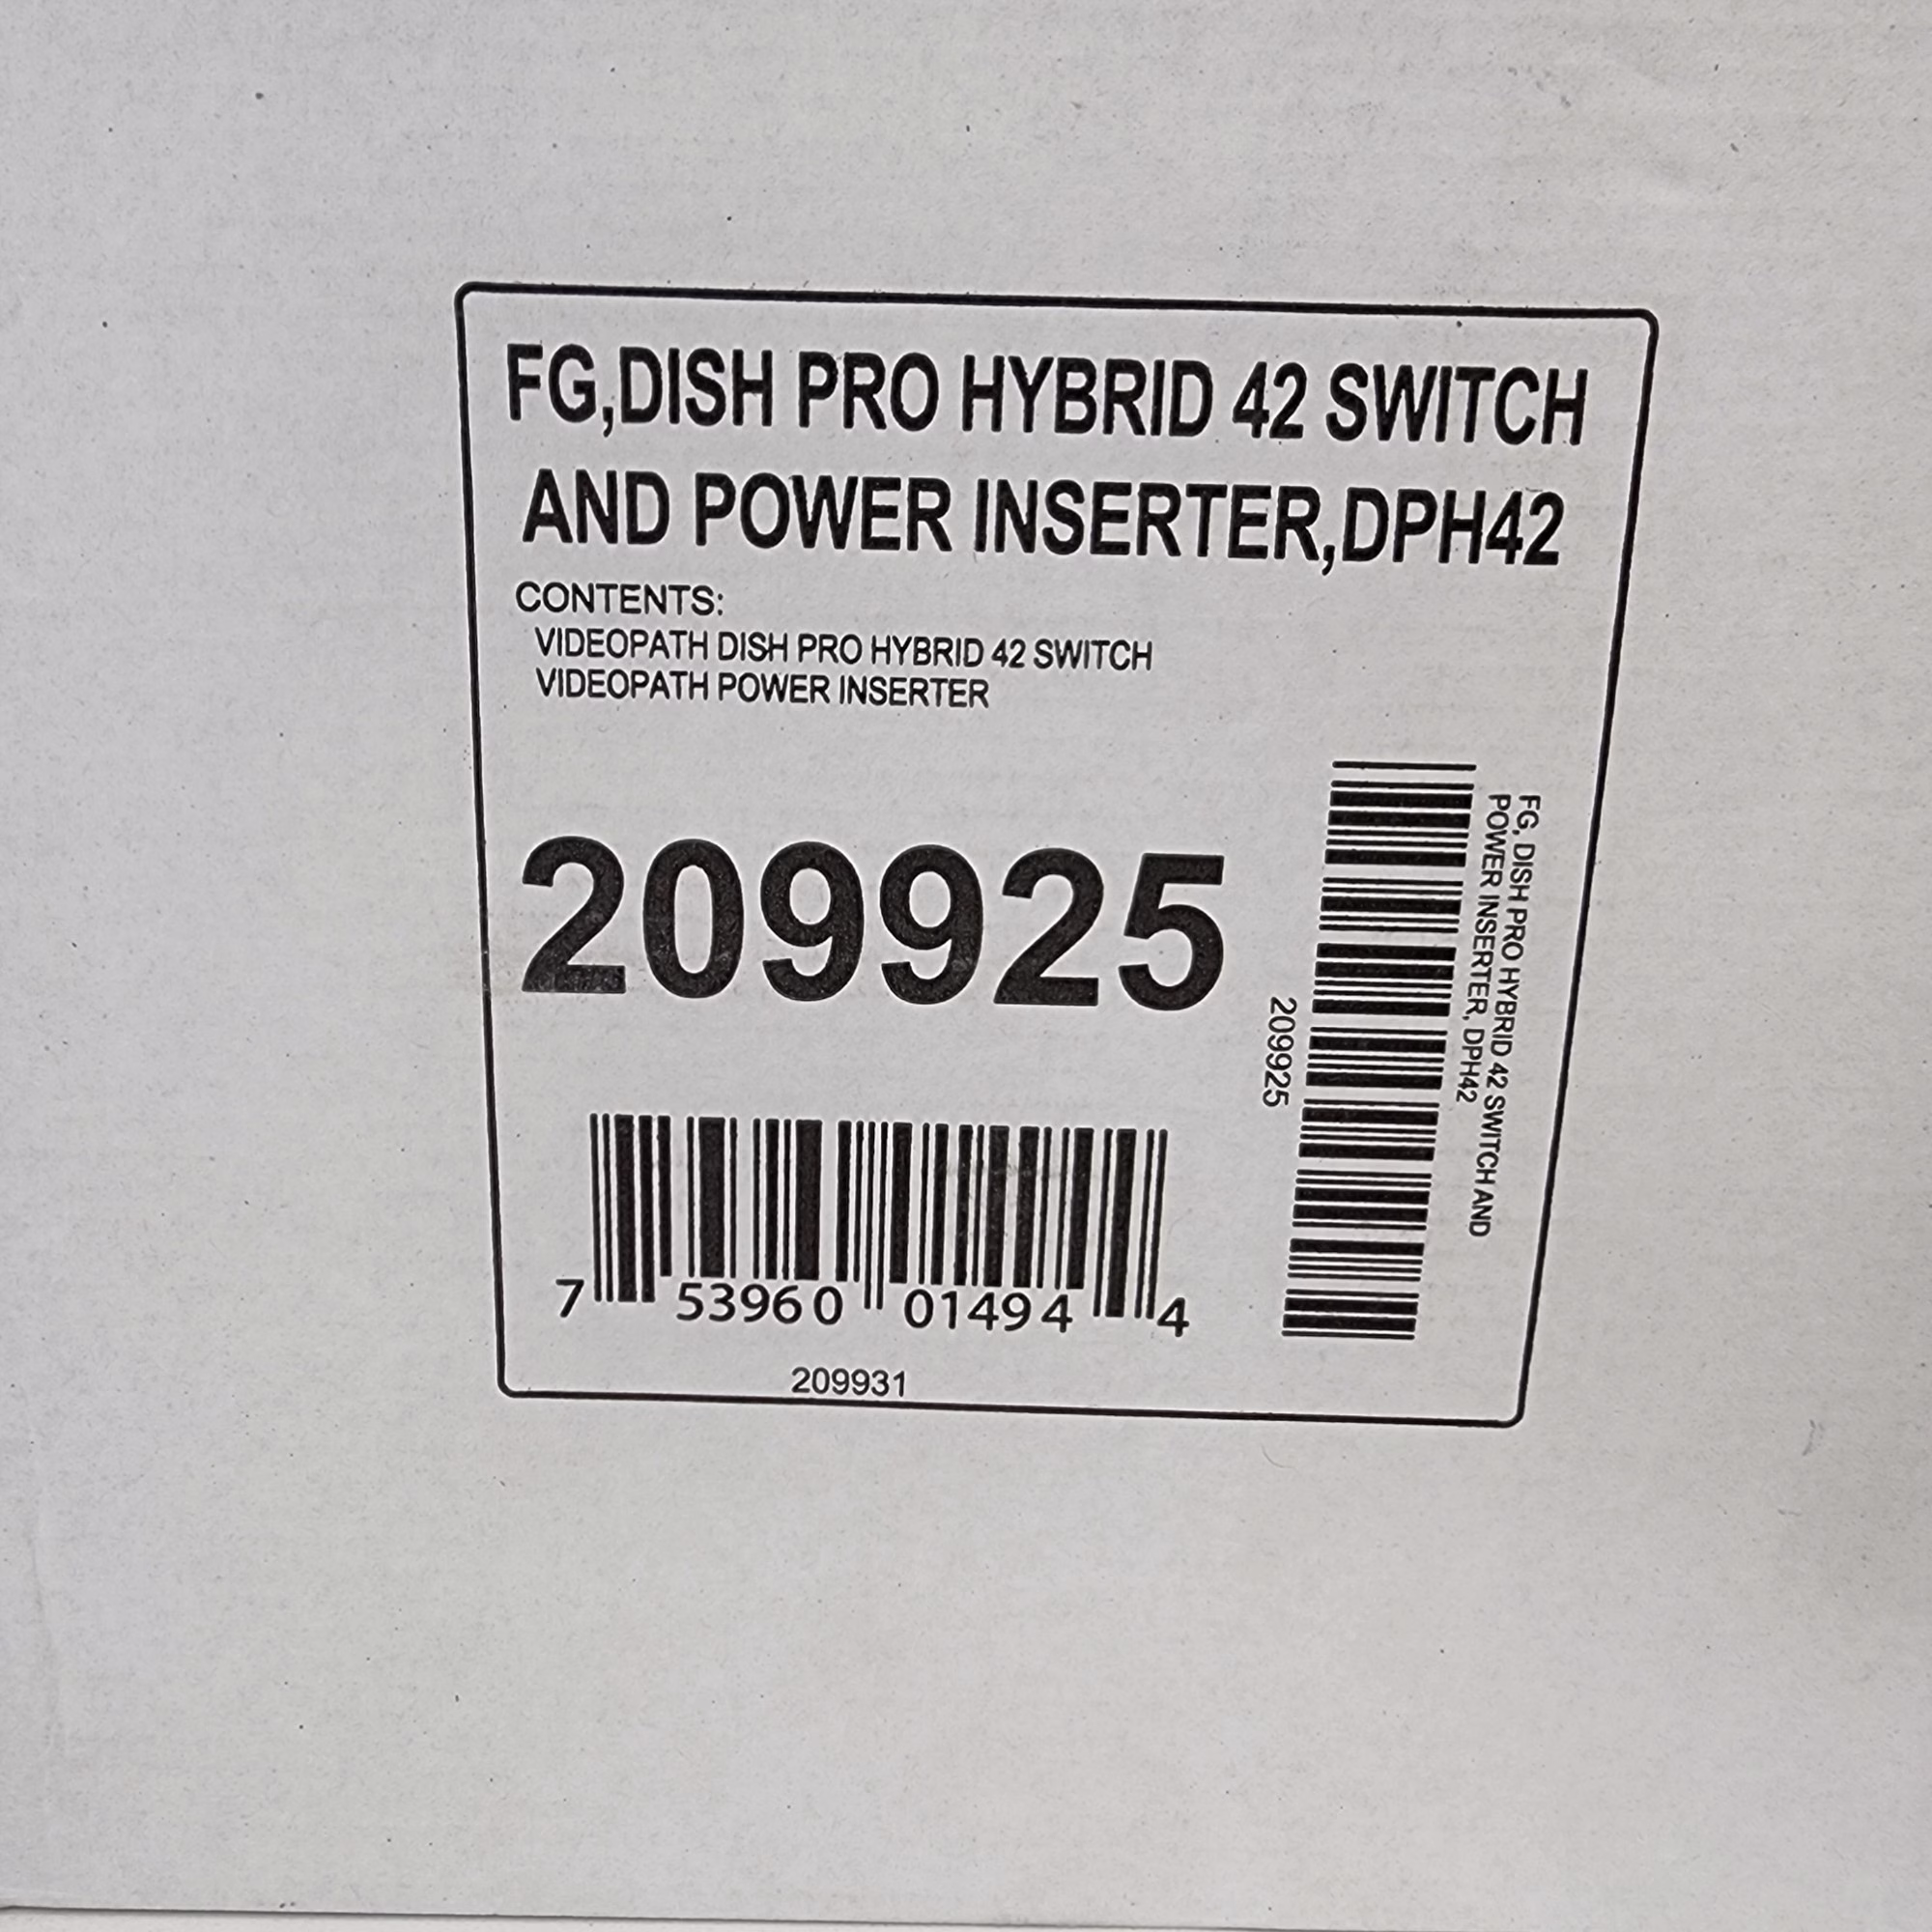 FG,DISH PRO HYBRID 42 SWITCH
AND POWER INSERTER,DPH42
CONTENTS:
VIDEOPATH DISH PRO HYBRID 42 SWITCH
VIDEOPATH POWER INSERTER
209925
7 53960 01494 4
209931
FG, DISH PRO HYBRID 42 SWITCH AND
POWER INSERTER, DPH42
209925